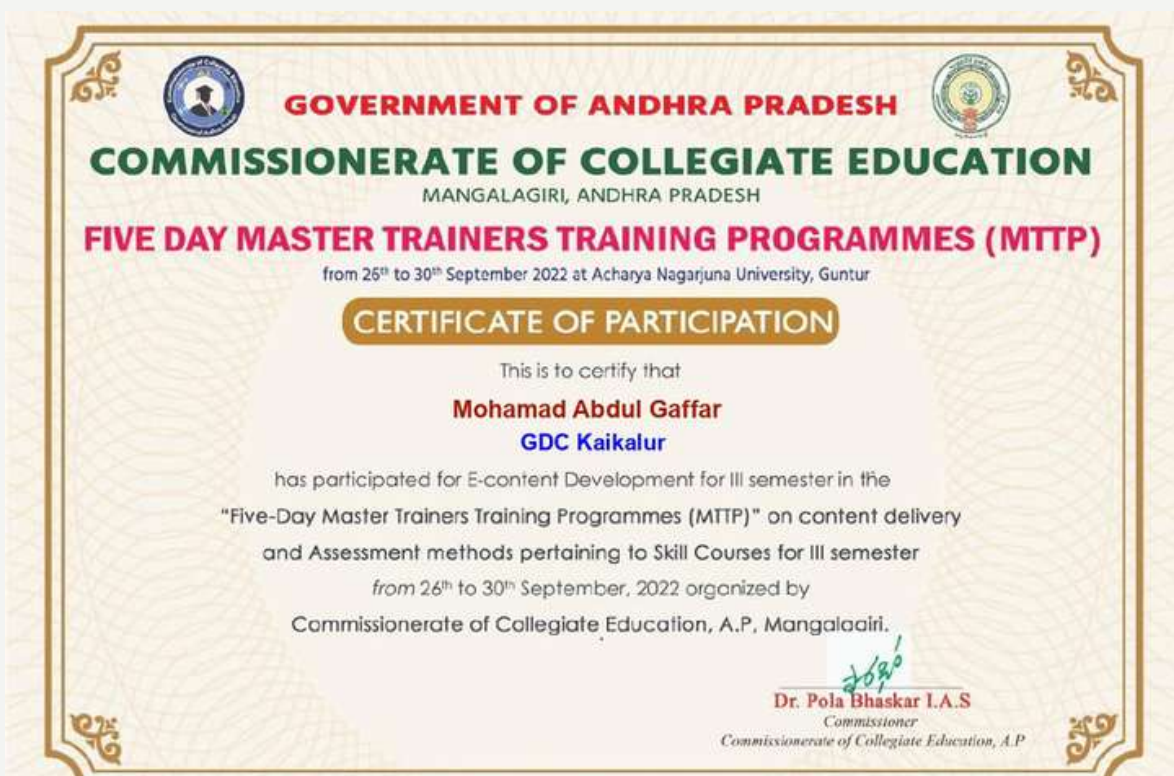 GOVERNMENT OF ANDHRA PRADESH
COMMISSIONERATE OF COLLEGIATE EDUCATION
MANGALAGIRI, ANDHRA PRADESH
FIVE DAY MASTER TRAINERS TRAINING PROGRAMMES (MTTP)
from 26th to 30th September 2022 at Acharya Nagarjuna University, Guntur
CERTIFICATE OF PARTICIPATION
This is to certify that
Mohamad Abdul Gaffar
GDC Kaikalur
has participated for E-content Development for III semester in the
"Five-Day Master Trainers Training Programmes (MTTP)" on content delivery
and Assessment methods pertaining to Skill Courses for III semester
from 26th to 30th September, 2022 organized by
Commissionerate of Collegiate Education, A.P, Mangalagiri.
Dr. Pola Bhaskar I.A.S
Commissioner
Commissionerate of Collegiate Education, A.P